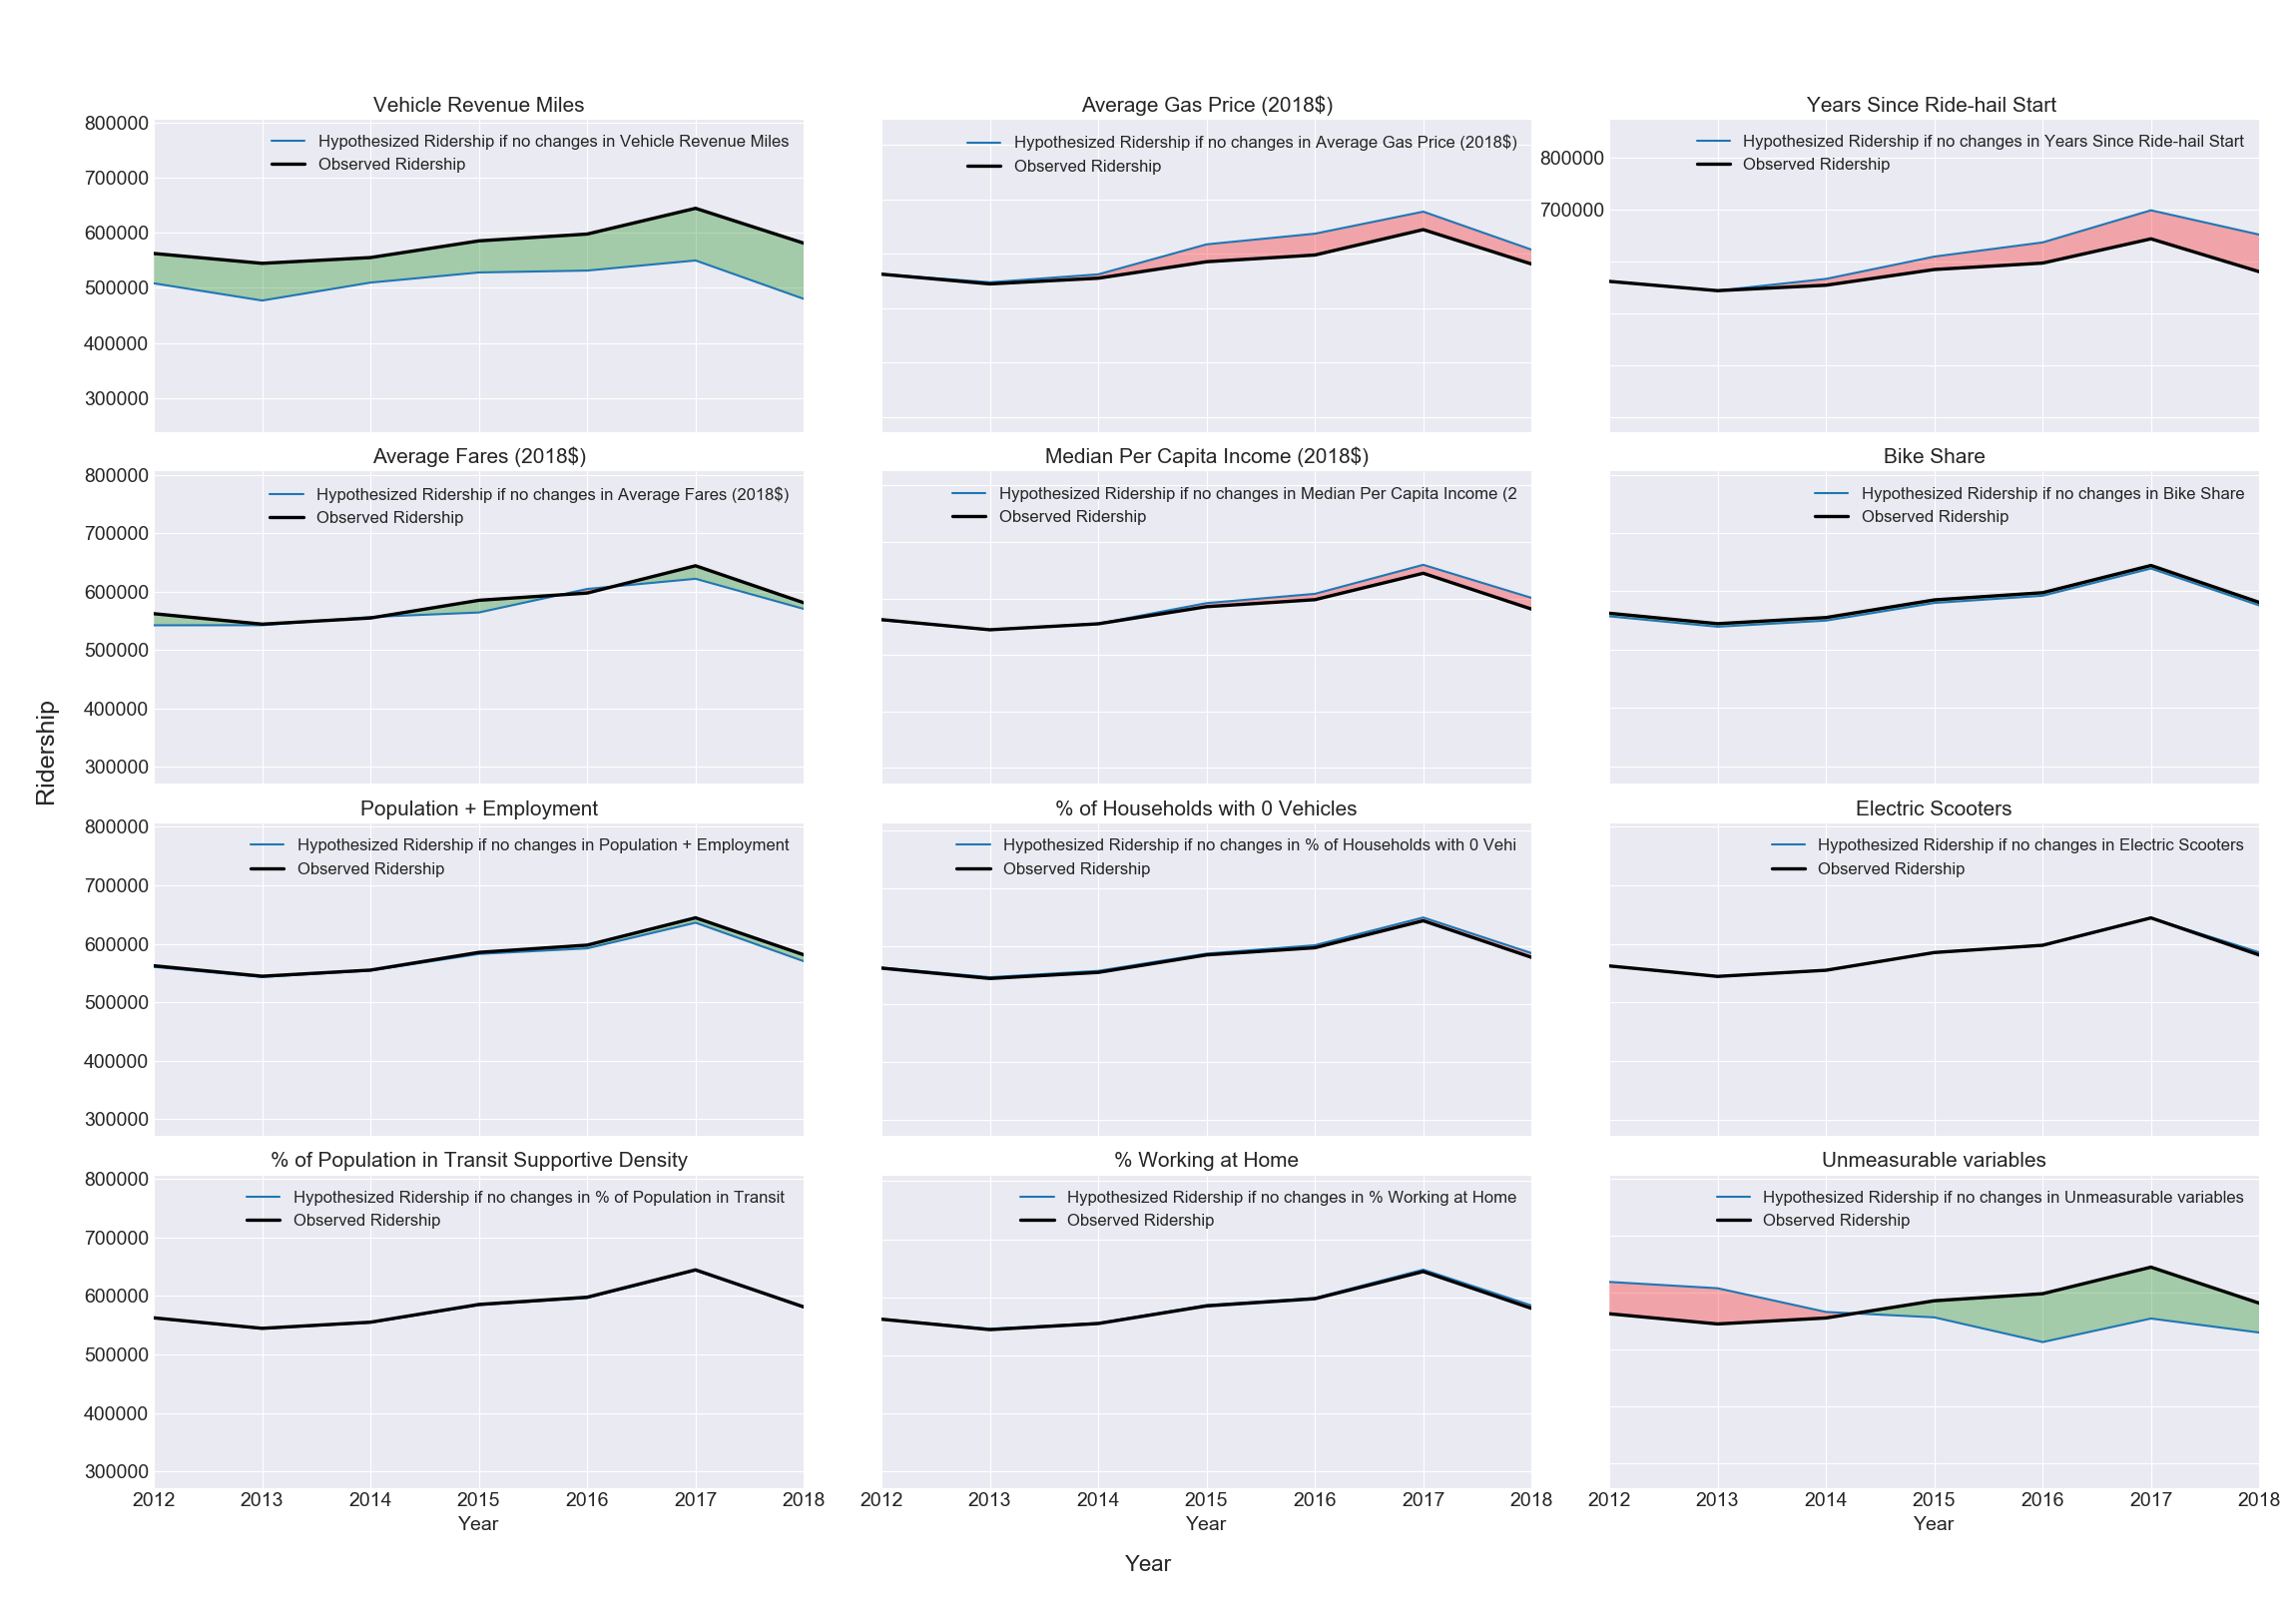 Vehicle Revenue Miles
800000
700000
600000
500000
400000
300000
Hypothesized Ridership if no changes in Vehicle Revenue Miles
Observed Ridership
Average Gas Price (2018$)
Hypothesized Ridership if no changes in Average Gas Price (2018$)
Observed Ridership
Years Since Ride-hail Start
800000
700000
Hypothesized Ridership if no changes in Years Since Ride-hail Start
Observed Ridership
Average Fares (2018$)
800000
700000
600000
500000
400000
300000
Hypothesized Ridership if no changes in Average Fares (2018$)
Observed Ridership
Median Per Capita Income (2018$)
Hypothesized Ridership if no changes in Median Per Capita Income (2
Observed Ridership
Bike Share
Hypothesized Ridership if no changes in Bike Share
Observed Ridership
Ridership
Population + Employment
800000
700000
600000
500000
400000
300000
Hypothesized Ridership if no changes in Population + Employment
Observed Ridership
% of Households with 0 Vehicles
Hypothesized Ridership if no changes in % of Households with 0 Vehi
Observed Ridership
Electric Scooters
Hypothesized Ridership if no changes in Electric Scooters
Observed Ridership
% of Population in Transit Supportive Density
800000
700000
600000
500000
400000
300000
Hypothesized Ridership if no changes in % of Population in Transit
Observed Ridership
2012 2013 2014 2015 2016 2017 2018
Year
% Working at Home
Hypothesized Ridership if no changes in % Working at Home
Observed Ridership
2012 2013 2014 2015 2016 2017 2018
Year
Unmeasurable variables
Hypothesized Ridership if no changes in Unmeasurable variables
Observed Ridership
2012 2013 2014 2015 2016 2017 2018
Year
Year